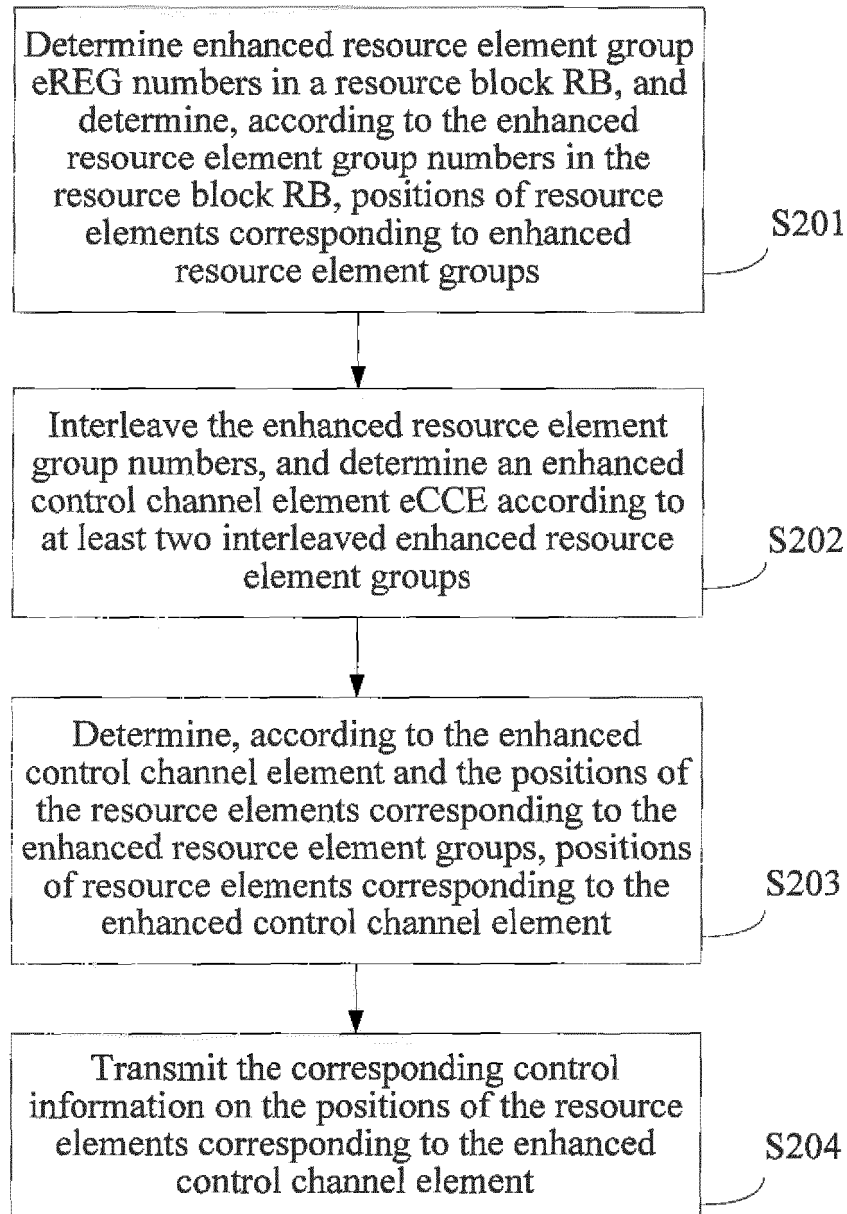 Determine enhanced resource element group
eREG numbers in a resource block RB, and
determine, according to the enhanced
resource element group numbers in the
resource block RB, positions of resource
elements corresponding to enhanced
resource element groups
S201
Interleave the enhanced resource element
group numbers, and determine an enhanced
control channel element eCCE according to
at least two interleaved enhanced resource
element groups
S202
Determine, according to the enhanced
control channel element and the positions of
the resource elements corresponding to the
enhanced resource element groups, positions
of resource elements corresponding to the
enhanced control channel element
S203
Transmit the corresponding control
information on the positions of the resource
elements corresponding to the enhanced
control channel element
S204